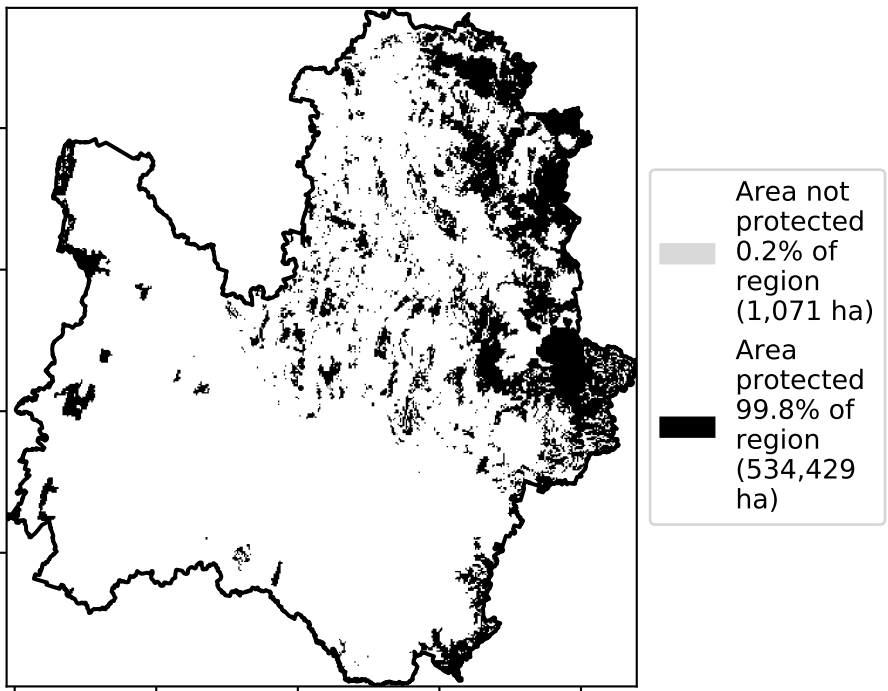 Area not
protected
0.2% of
region
(1,071 ha)
Area
protected
99.8% of
region
(534,429
ha)